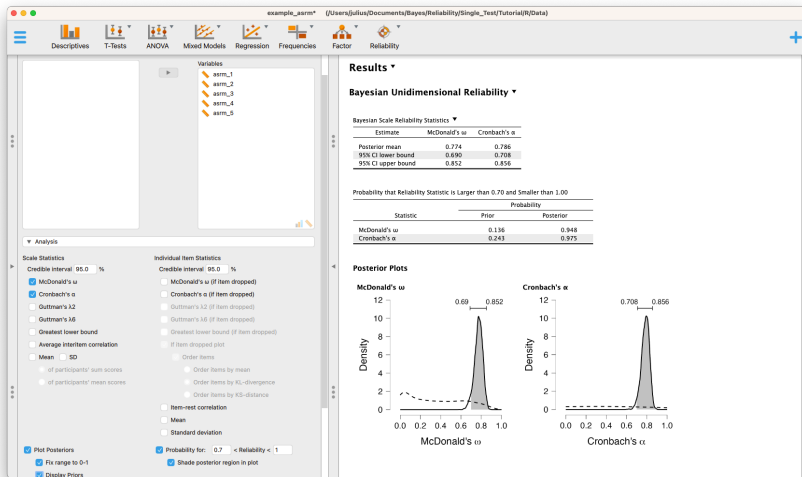 example_asrm* (/Users/julius/Documents/Bayes/Reliability/Single_Test/Tutorial/R/Data)
Descriptives T-Tests ANOVA Mixed Models Regression Frequencies Factor Reliability
Variables
asrm_1
asrm_2
asrm_3
asrm_4
asrm_5
Analysis
Scale Statistics
Credible interval 95.0 %
McDonald's ω
Cronbach's α
Guttman's λ2
Guttman's λ6
Greatest lower bound
Average interitem correlation
Mean SD
of participants' sum scores
of participants' mean scores
Individual Item Statistics
Credible interval 95.0 %
McDonald's ω (if item dropped)
Cronbach's α (if item dropped)
Guttman's λ2 (if item dropped)
Guttman's λ6 (if item dropped)
Greatest lower bound (if item dropped)
If item dropped plot
Order items
Order items by mean
Order items by KL-divergence
Order items by KS-distance
Item-rest correlation
Mean
Standard deviation
Plot Posteriors
Fix range to 0-1
Display Priors
Probability for: 0.7 < Reliability < 1
Shade posterior region in plot
Results
Bayesian Unidimensional Reliability
Bayesian Scale Reliability Statistics
Estimate McDonald's ω Cronbach's α
Posterior mean 0.774 0.786
95% CI lower bound 0.690 0.708
95% CI upper bound 0.852 0.856
Probability that Reliability Statistic is Larger than 0.70 and Smaller than 1.00
Probability
Statistic Prior Posterior
McDonald's ω 0.136 0.948
Cronbach's α 0.243 0.975
Posterior Plots
McDonald's ω
0.69 0.852
12
10
8
6
4
2
0
Density
0.0 0.2 0.4 0.6 0.8 1.0
McDonald's ω
Cronbach's α
0.708 0.856
12
10
8
6
4
2
0
Density
0.0 0.2 0.4 0.6 0.8 1.0
Cronbach's α